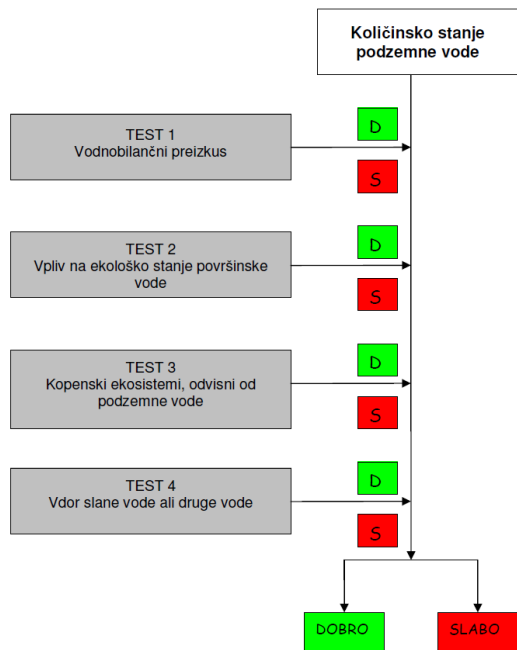 Količinsko stanje
podzemne vode
D
TEST 1
Vodnobilančni preizkus
S
D
TEST 2
Vpliv na ekološko stanje površinske
vode
S
D
TEST 3
Kopenski ekosistemi, odvisni od
podzemne vode
S
D
TEST 4
Vdor slane vode ali druge vode
S
DOBRO
SLABO